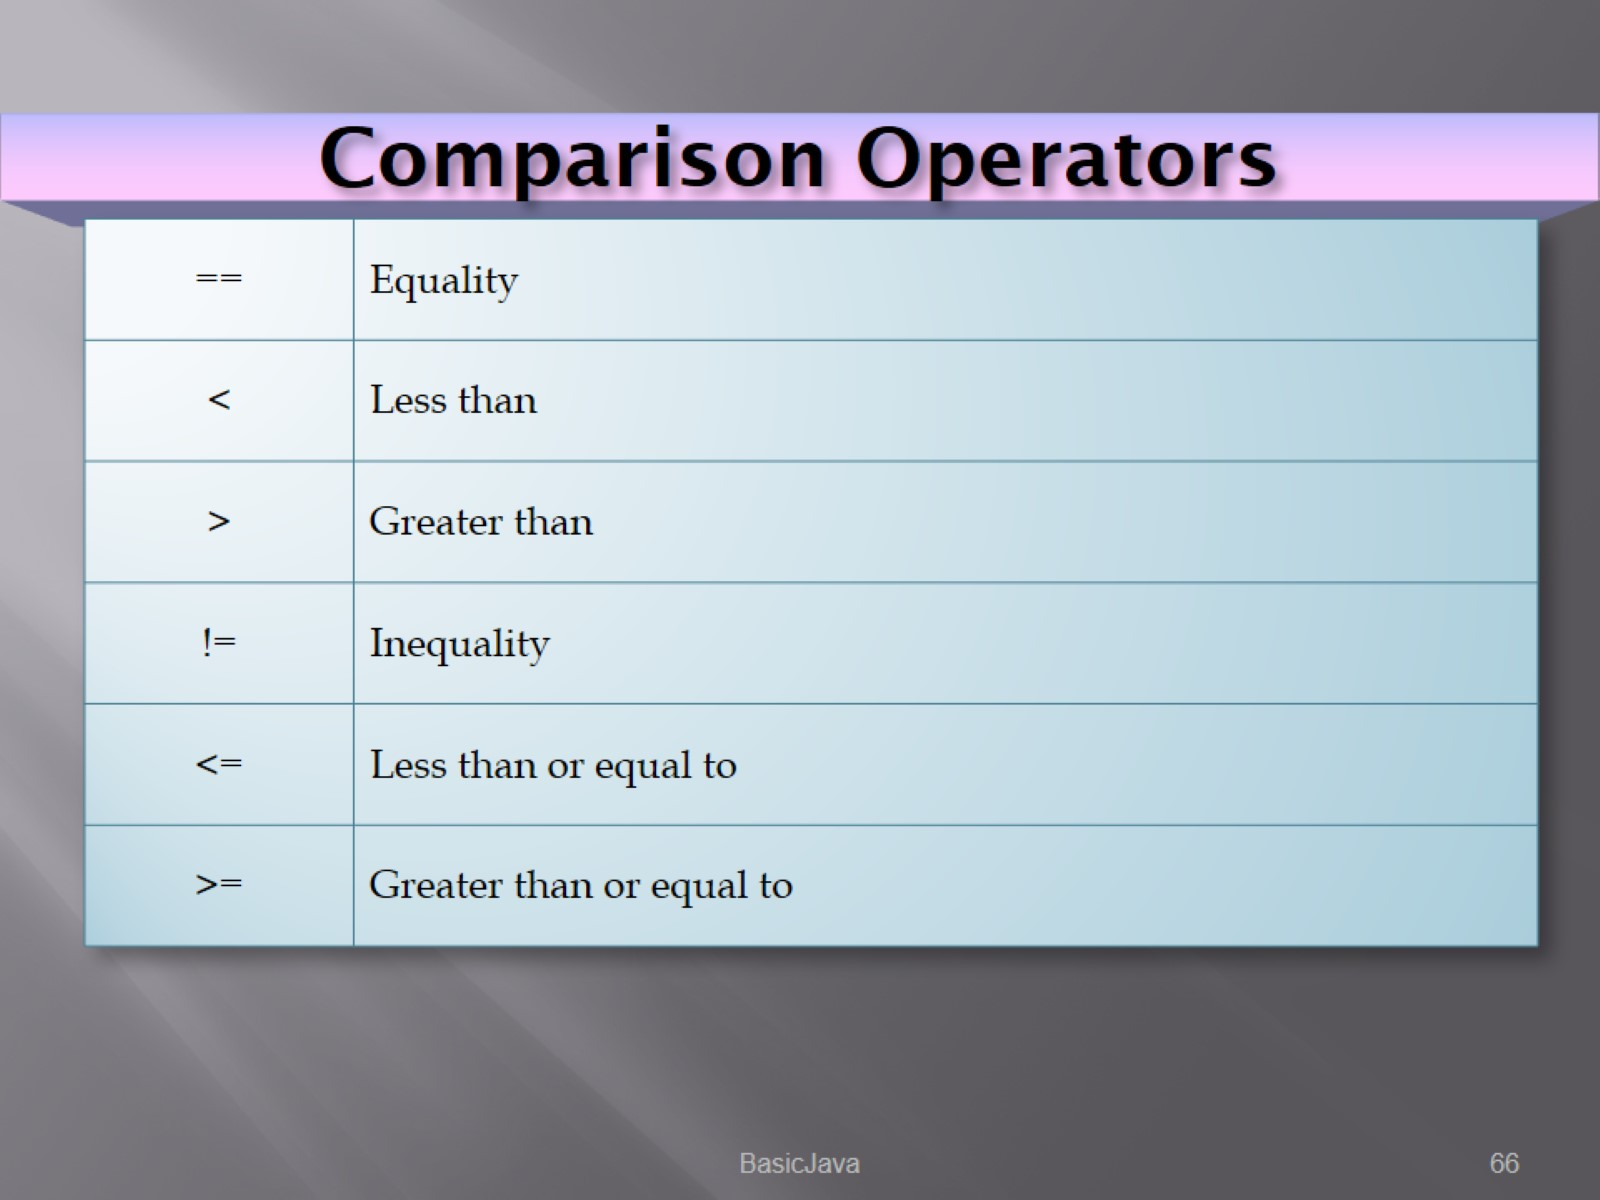 Comparison Operators
== Equality
< Less than
> Greater than
!= Inequality
<= Less than or equal to
>= Greater than or equal to
BasicJava 66